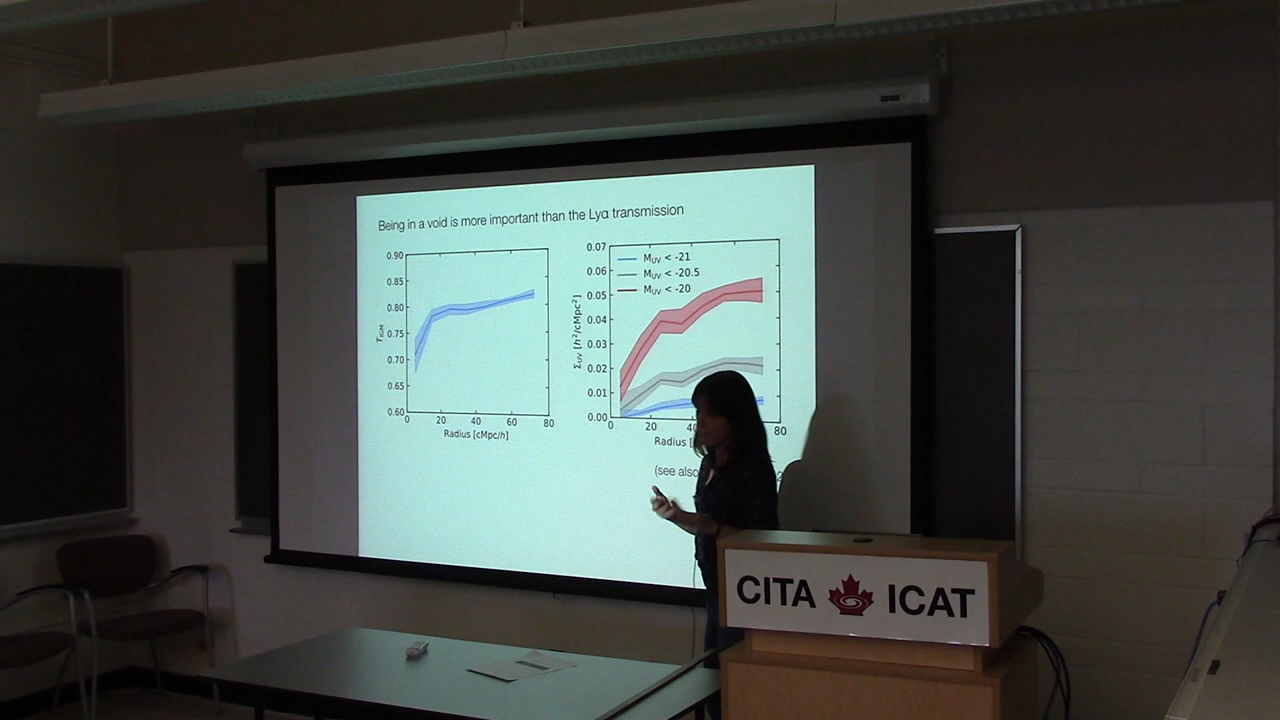 Being in a void is more important than the Lyα transmission
0.90
0.85
0.80
0.75
0.70
0.65
0.60
T_IGM
0 20 40 60 80
Radius [cMpc/h]
0.07
0.06
0.05
0.04
0.03
0.02
0.01
0.00
Σ_UV [h²/cMpc²]
M_UV < -21
M_UV < -20.5
M_UV < -20
0 20 80
Radius [
(see also
CITA ICAT